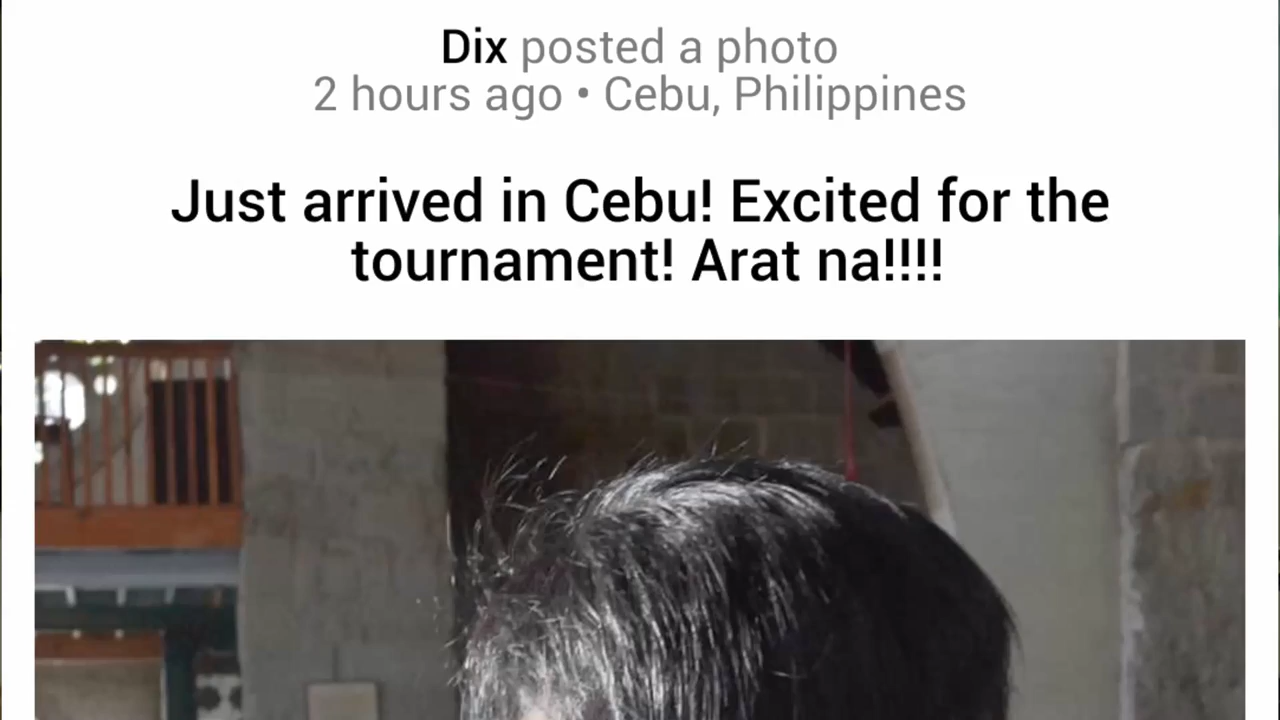 Dix posted a photo
2 hours ago • Cebu, Philippines
Just arrived in Cebu! Excited for the
tournament! Arat na!!!!